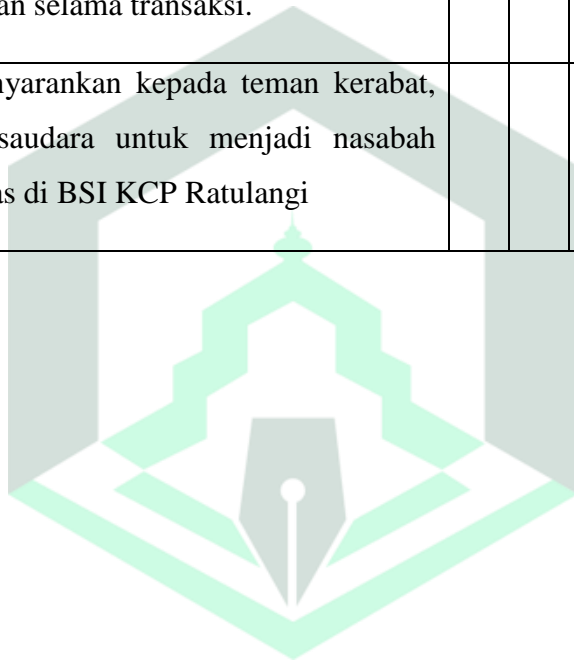 an selama transaksi.
nyarankan kepada teman kerabat,
saudara untuk menjadi nasabah
as di BSI KCP Ratulangi